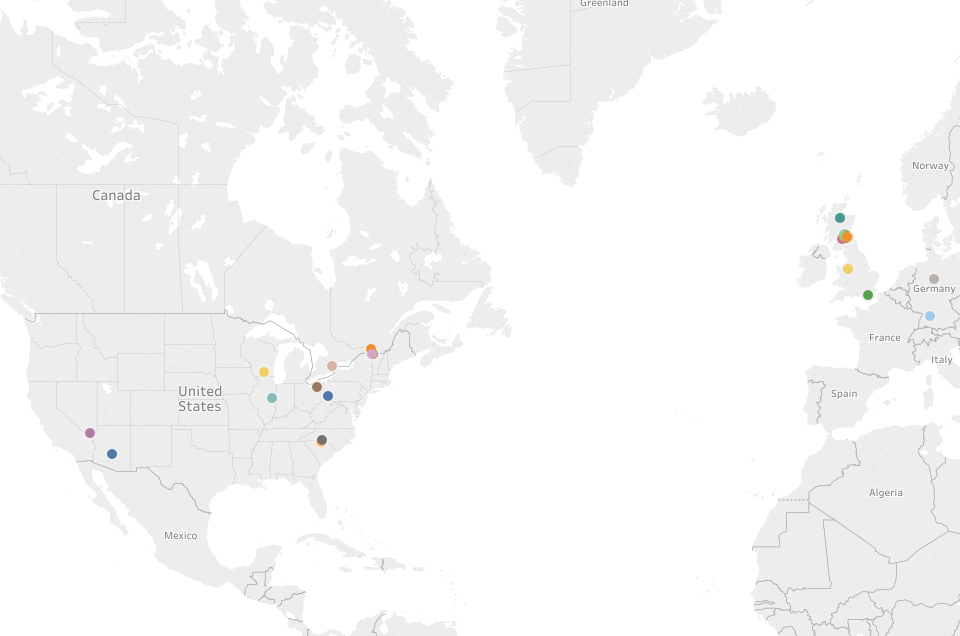 Greenland
Norway
Canada
Germany
France
Italy
United
States
Spain
Algeria
Mexico